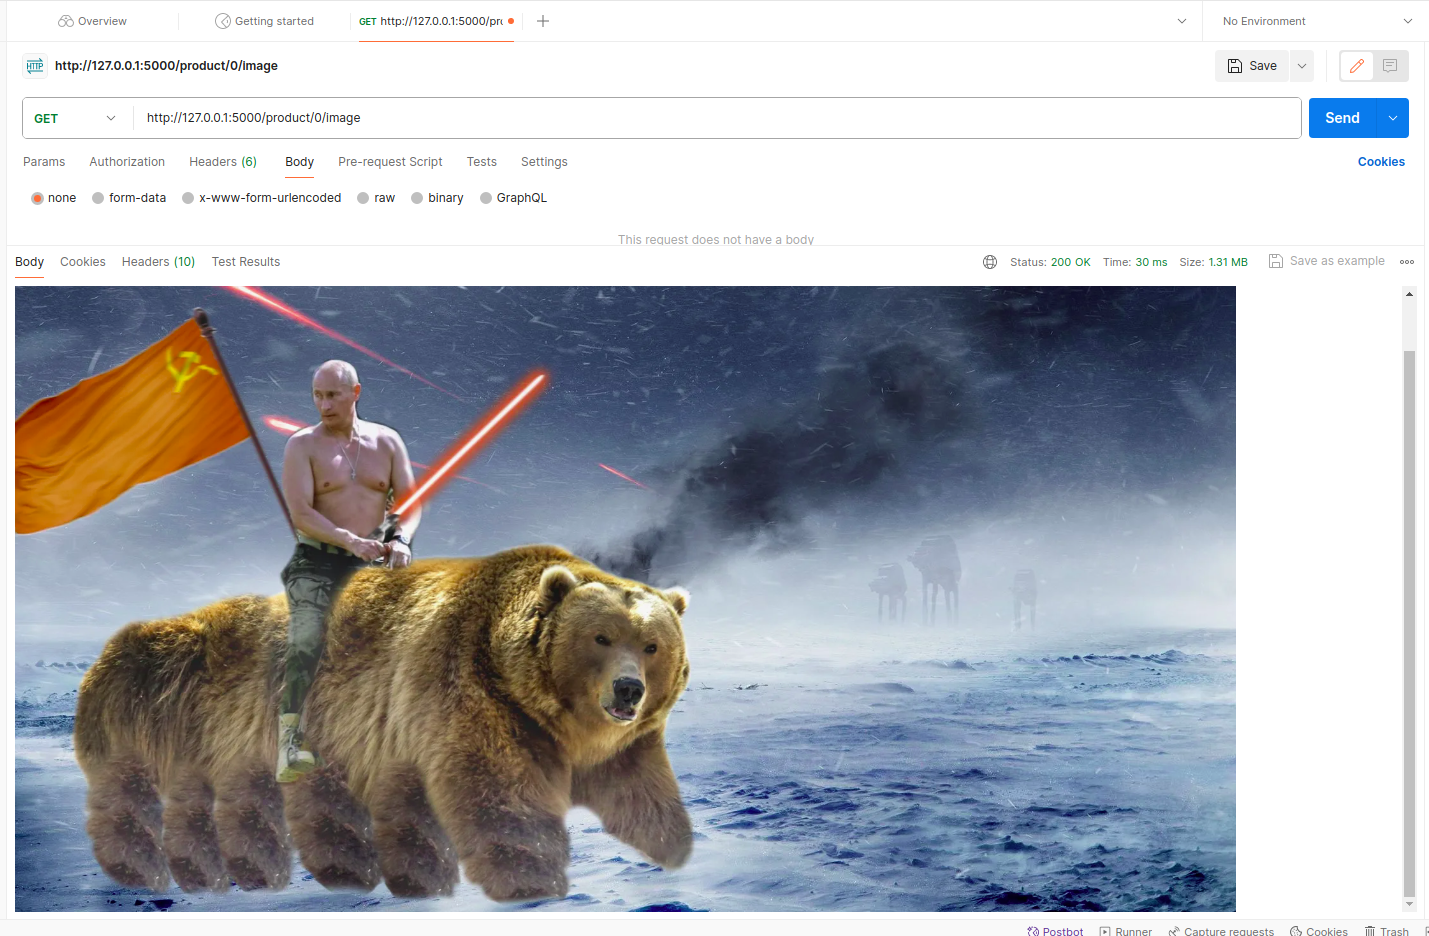 Overview
Getting started
GET http://127.0.0.1:5000/pro
No Environment
HTTP
http://127.0.0.1:5000/product/0/image
Save
GET
http://127.0.0.1:5000/product/0/image
Send
Params Authorization Headers (6) Body Pre-request Script Tests Settings
Cookies
none form-data x-www-form-urlencoded raw binary GraphQL
This request does not have a body
Body Cookies Headers (10) Test Results
Status: 200 OK Time: 30 ms Size: 1.31 MB
Save as example
Postbot Runner Capture requests Cookies Trash